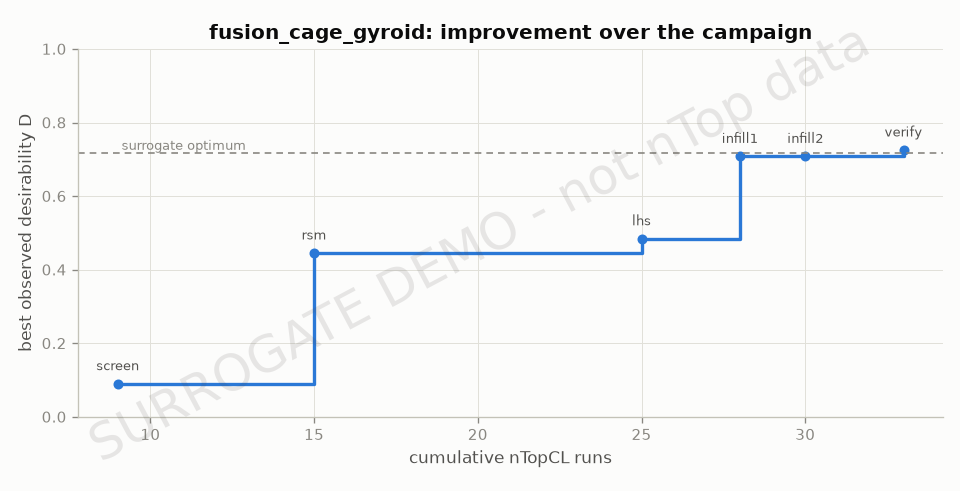 fusion_cage_gyroid: improvement over the campaign
best observed desirability D
1.0
0.8
0.6
0.4
0.2
0.0
surrogate optimum
screen
rsm
lhs
infill1
infill2
verify
SURROGATE DEMO - not nTop data
10
15
20
25
30
cumulative nTopCL runs